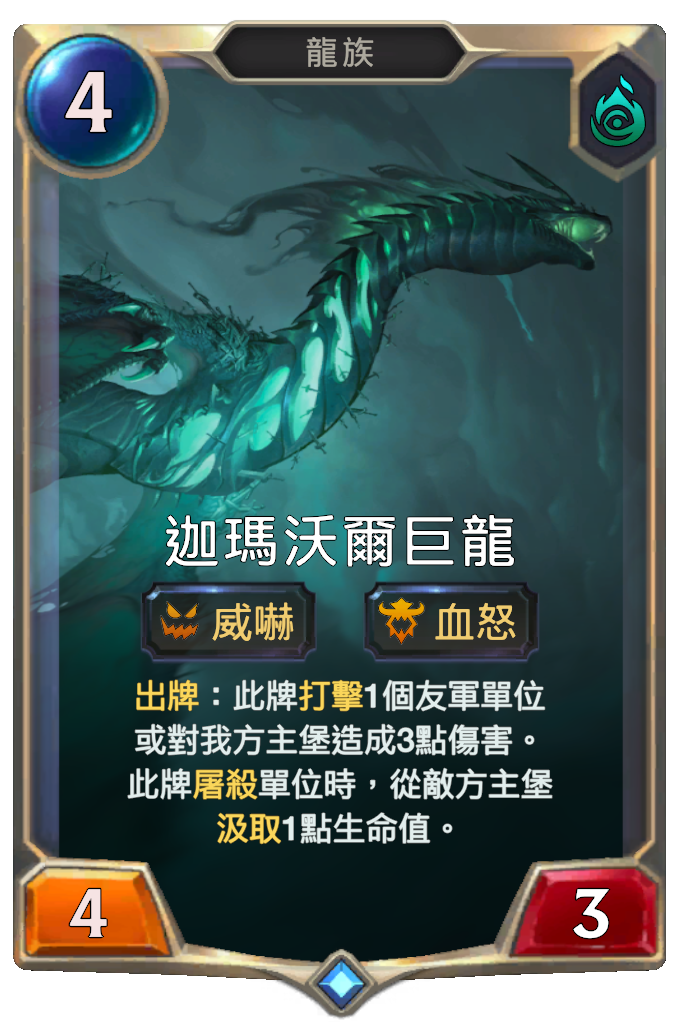 龍族
4
迦瑪沃爾巨龍
威嚇
血怒
出牌：此牌打擊1個友軍單位
或對我方主堡造成3點傷害。
此牌屠殺單位時，從敵方主堡
汲取1點生命值。
4
3